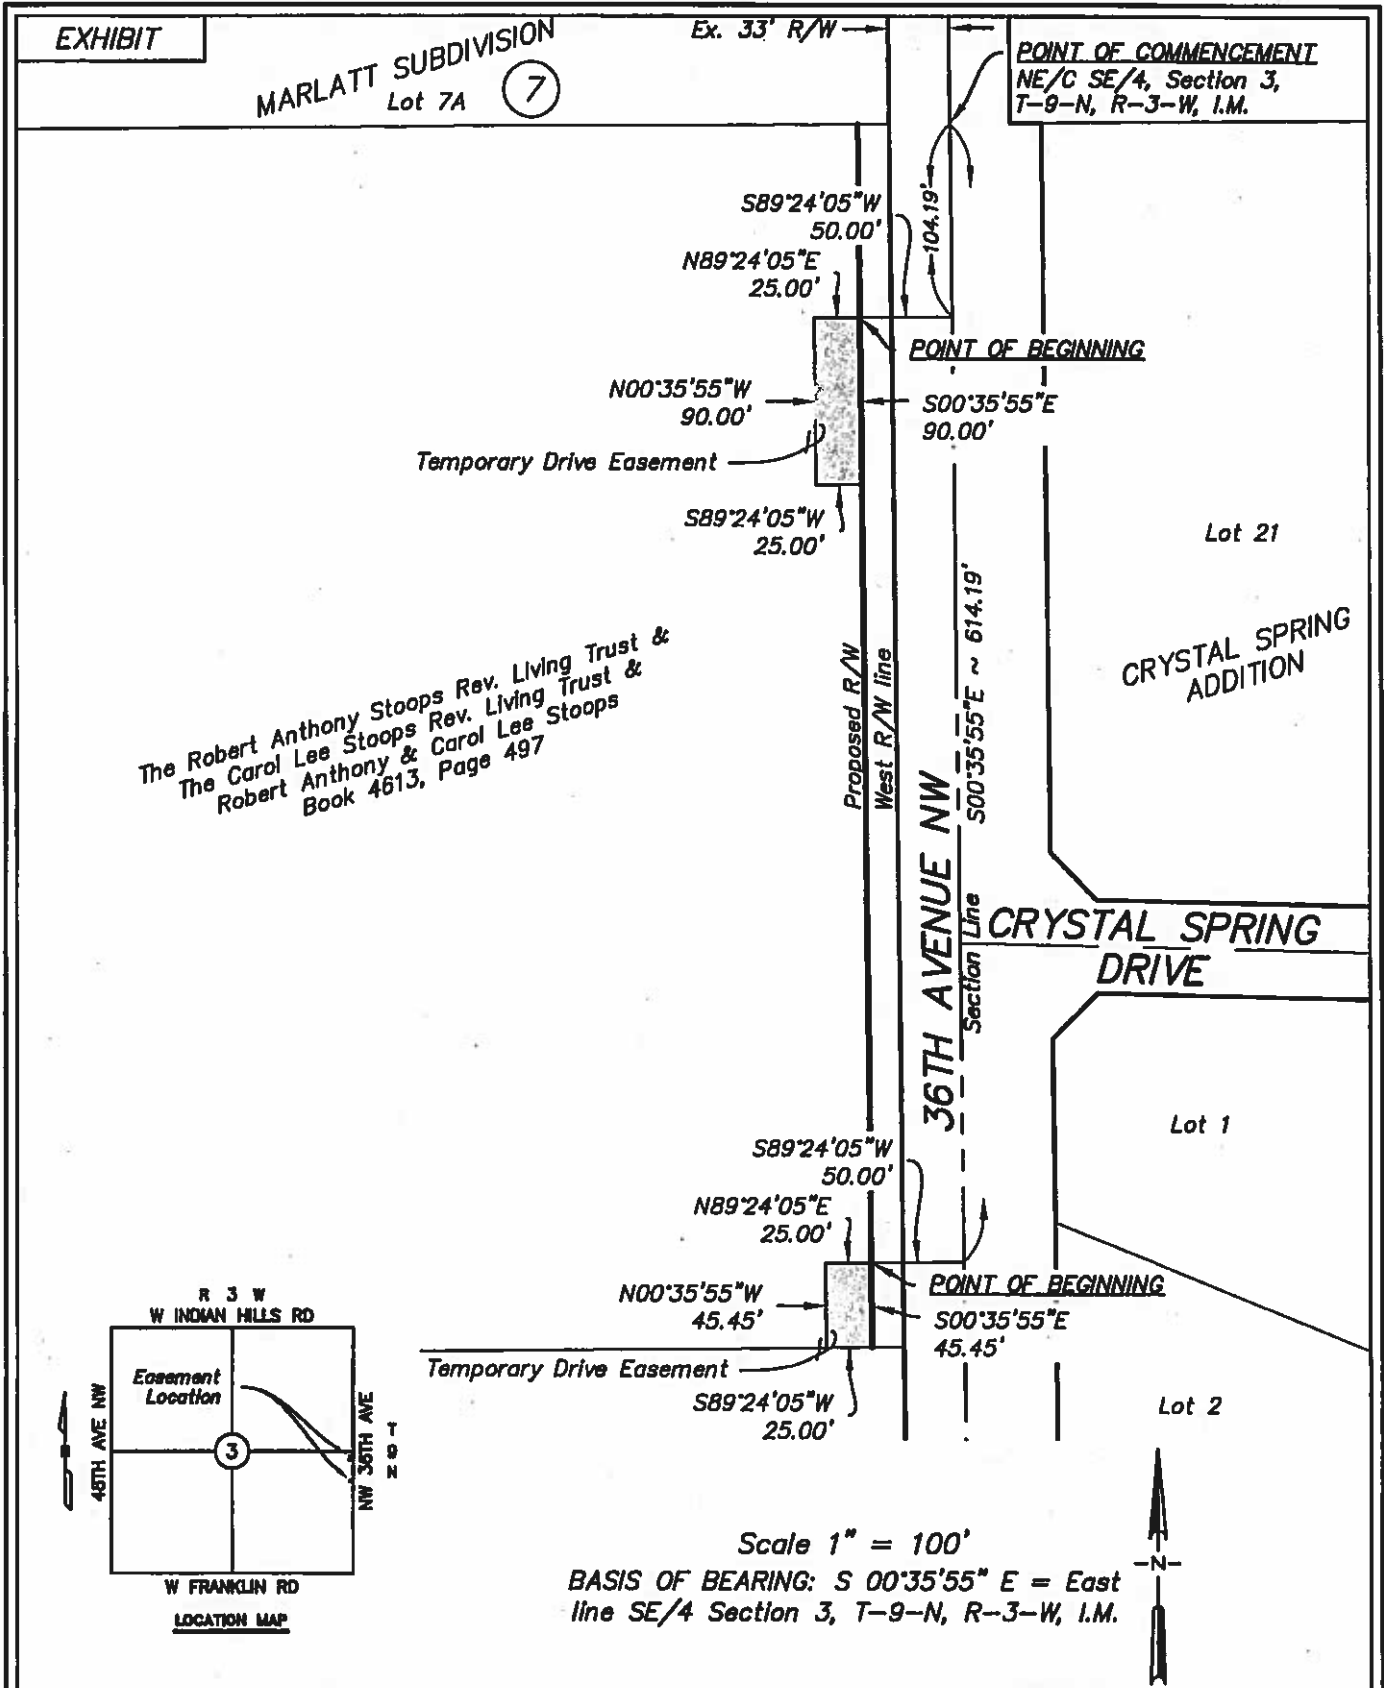 EXHIBIT
MARLATT SUBDIVISION
Lot 7A
7
Ex. 33' R/W
POINT OF COMMENCEMENT
NE/C SE/4, Section 3,
T-9-N, R-3-W, I.M.
S89°24'05"W
50.00'
104.19'
N89°24'05"E
25.00'
POINT OF BEGINNING
N00°35'55"W
90.00'
S00°35'55"E
90.00'
Temporary Drive Easement
S89°24'05"W
25.00'
Lot 21
CRYSTAL SPRING
ADDITION
The Robert Anthony Stoops Rev. Living Trust &
The Carol Lee Stoops Rev. Living Trust &
Robert Anthony & Carol Lee Stoops
Book 4613, Page 497
Proposed R/W
West R/W line
36TH AVENUE NW
S00°35'55"E ~ 614.19'
Section Line
CRYSTAL SPRING
DRIVE
Lot 1
S89°24'05"W
50.00'
N89°24'05"E
25.00'
POINT OF BEGINNING
N00°35'55"W
45.45'
S00°35'55"E
45.45'
Temporary Drive Easement
S89°24'05"W
25.00'
Lot 2
R 3 W
W INDIAN HILLS RD
Easement
Location
48TH AVE NW
3
NW 36TH AVE
T 9 N
W FRANKLIN RD
LOCATION MAP
Scale 1" = 100'
BASIS OF BEARING: S 00°35'55" E = East
line SE/4 Section 3, T-9-N, R-3-W, I.M.
-N-